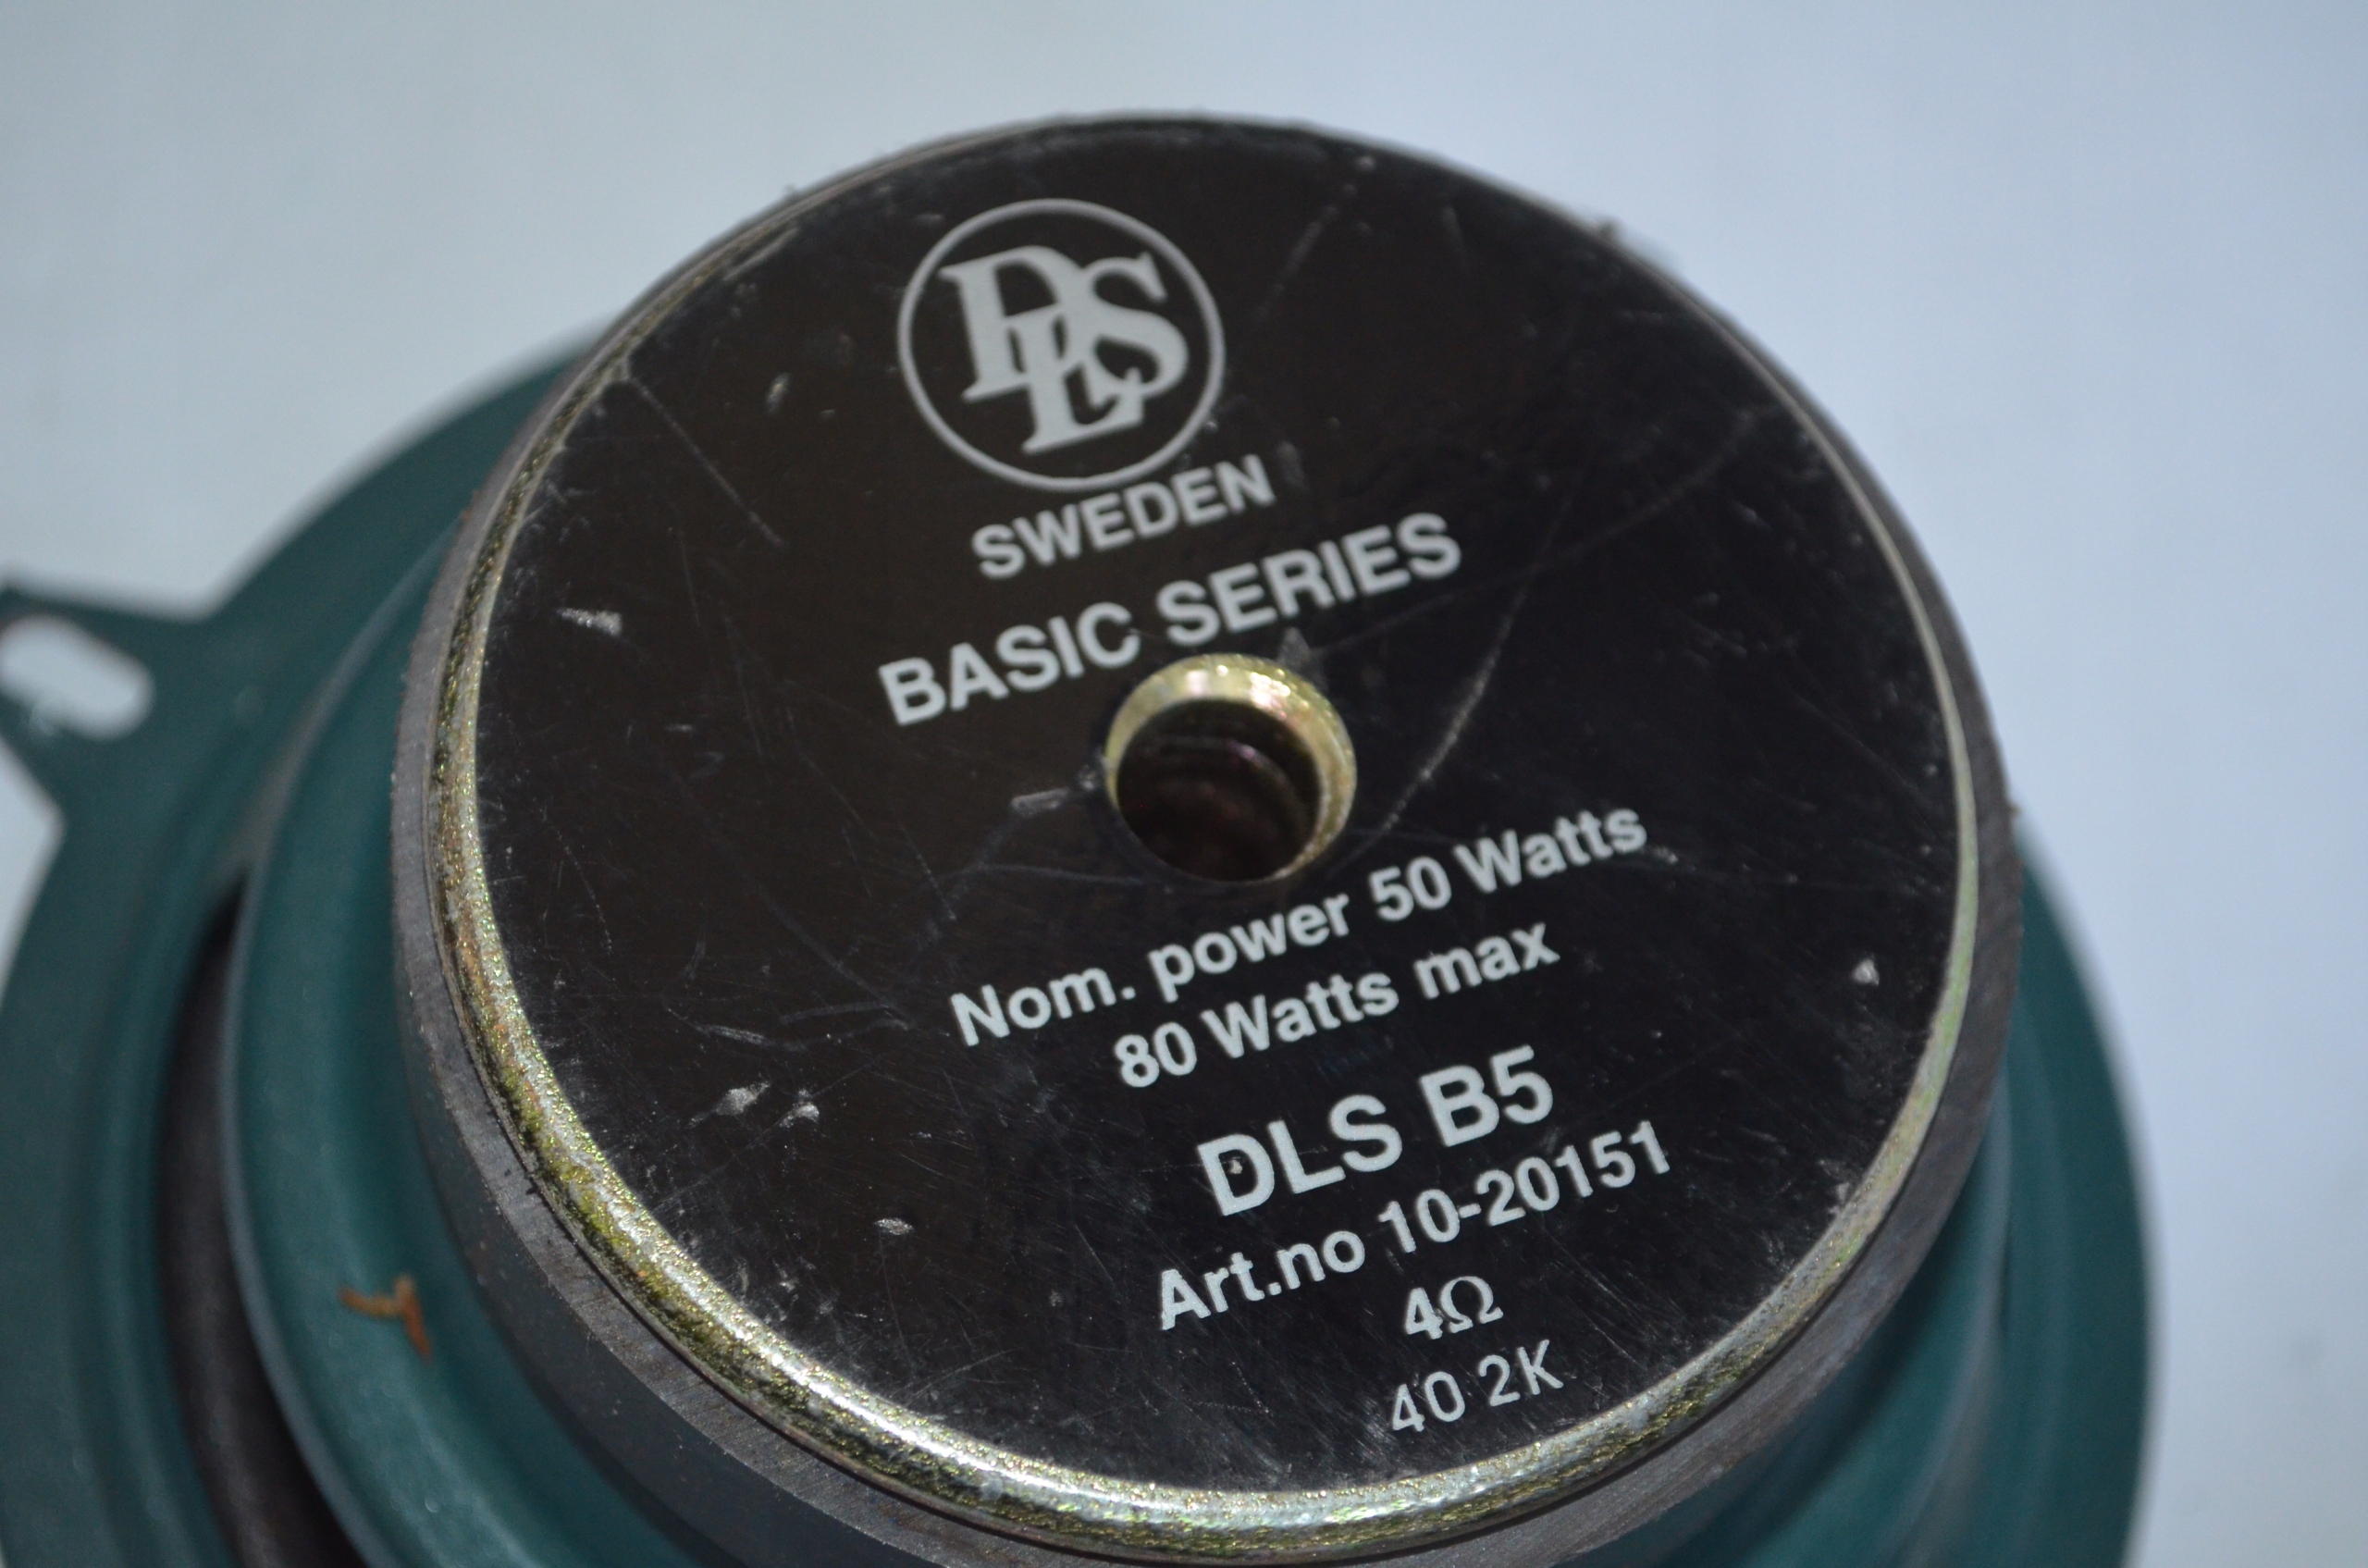 DLS
SWEDEN
BASIC SERIES
Nom. power 50 Watts
80 Watts max
DLS B5
Art.no 10-20151
4Ω
40 2K